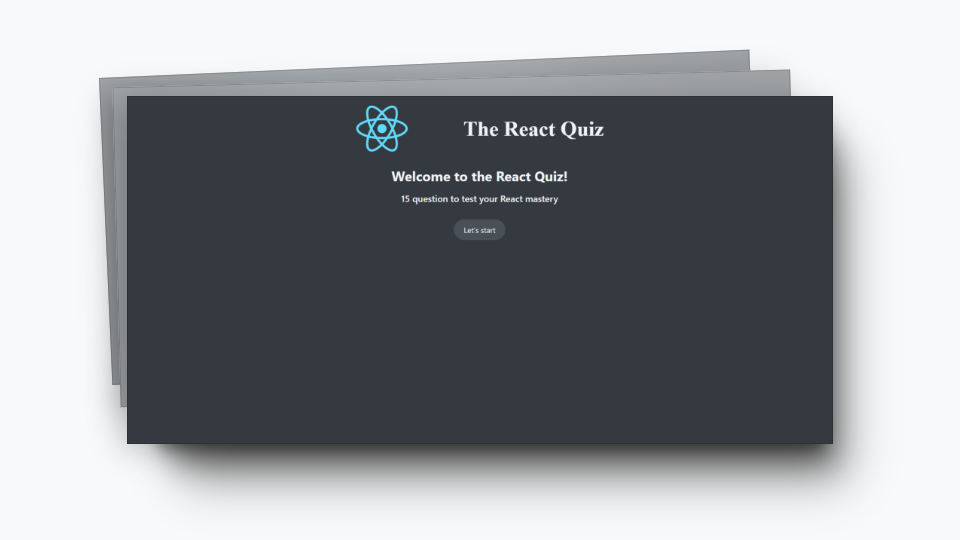 The React Quiz
Welcome to the React Quiz!
15 question to test your React mastery
Let's start